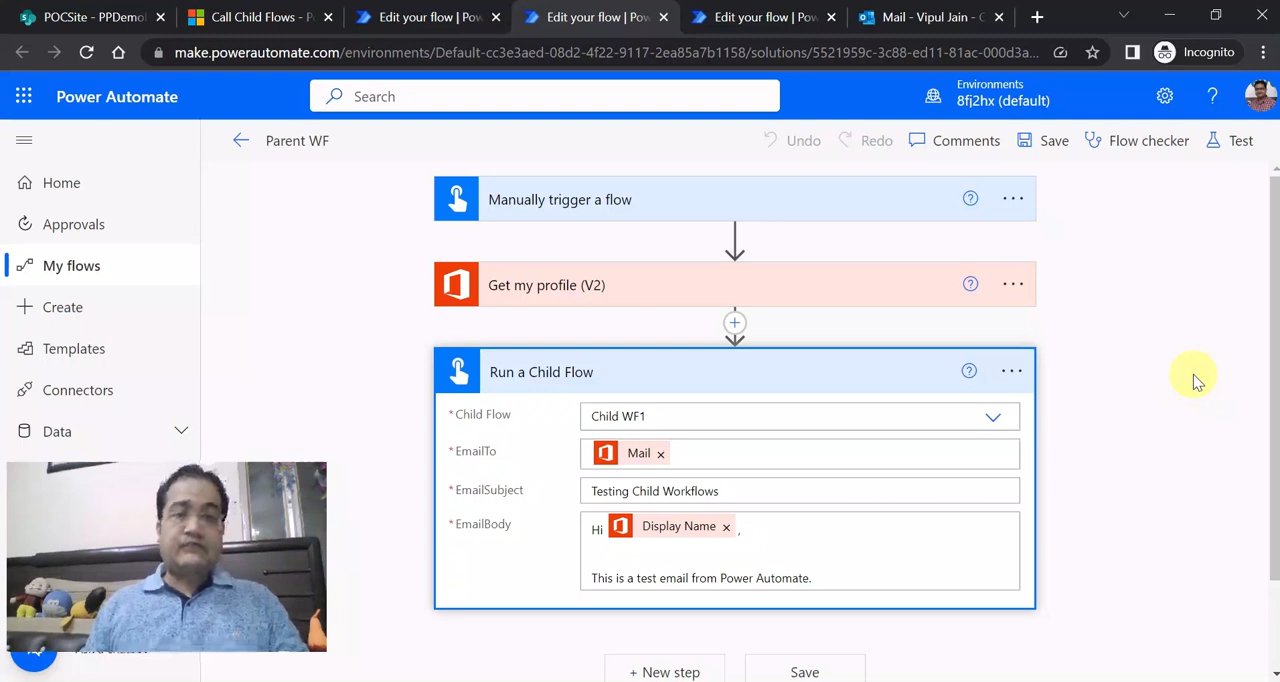 POCSite - PPDemo
Call Child Flows - P
Edit your flow | Pow
Edit your flow | Pow
Edit your flow | Pow
Mail - Vipul Jain - O
make.powerautomate.com/environments/Default-cc3e3aed-08d2-4f22-9117-2ea85a7b1158/solutions/5521959c-3c88-ed11-81ac-000d3a...
Incognito
Power Automate
Search
Environments
8fj2hx (default)
Parent WF
Undo
Redo
Comments
Save
Flow checker
Test
Home
Approvals
My flows
Create
Templates
Connectors
Data
Manually trigger a flow
Get my profile (V2)
Run a Child Flow
*Child Flow
Child WF1
*EmailTo
Mail ×
*EmailSubject
Testing Child Workflows
*EmailBody
Hi Display Name × ,
This is a test email from Power Automate.
+ New step
Save